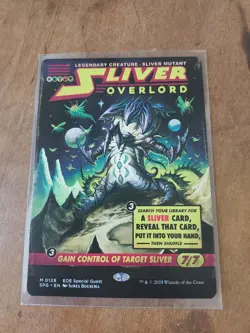 LEGENDARY CREATURE · SLIVER MUTANT
SLIVER
OVERLORD
3
SEARCH YOUR LIBRARY FOR
A SLIVER CARD,
REVEAL THAT CARD,
PUT IT INTO YOUR HAND,
THEN SHUFFLE
3
GAIN CONTROL OF TARGET SLIVER
7/7
M 0128 EOE Special Guest
SPG • EN
™ & © 2025 Wizards of the Coast